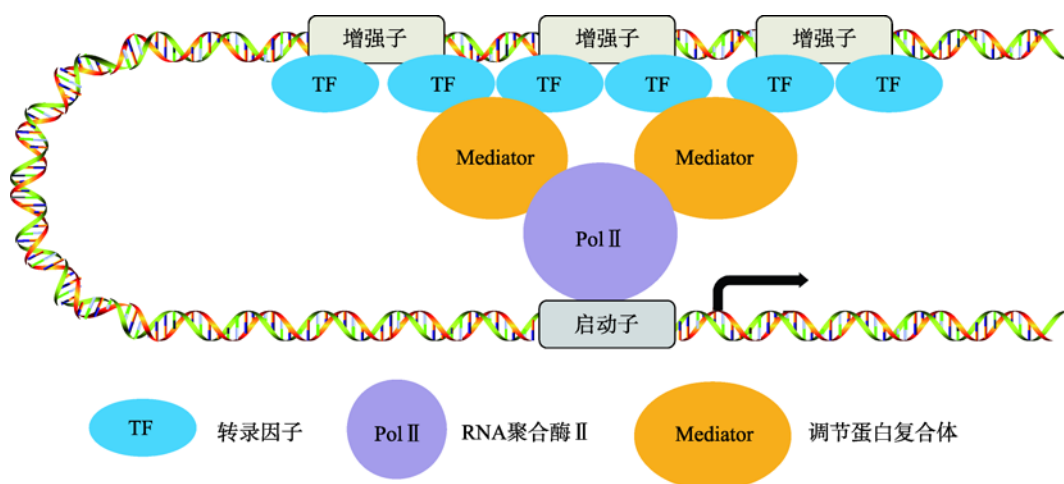 增强子 增强子 增强子
TF TF TF TF TF TF
Mediator Mediator
Pol Ⅱ
启动子
TF 转录因子 Pol Ⅱ RNA聚合酶Ⅱ Mediator 调节蛋白复合体